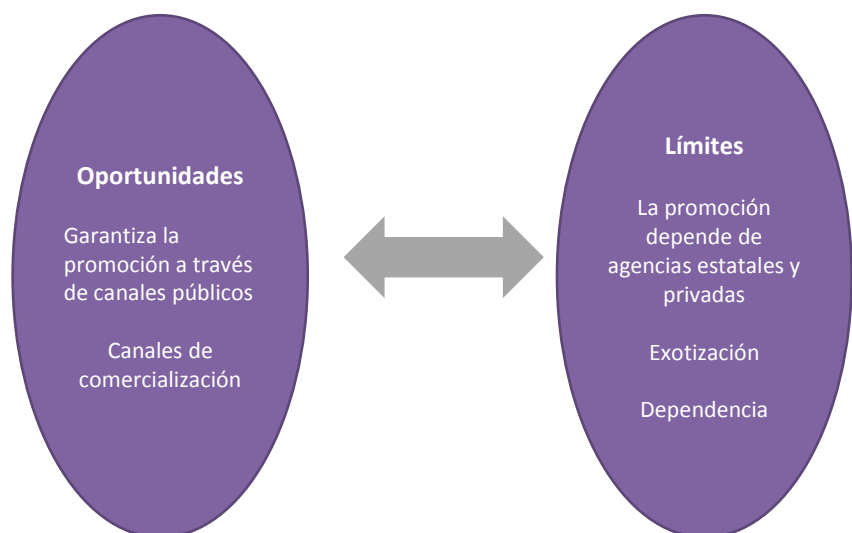 Oportunidades
Garantiza la
promoción a través
de canales públicos
Canales de
comercialización
Límites
La promoción
depende de
agencias estatales y
privadas
Exotización
Dependencia